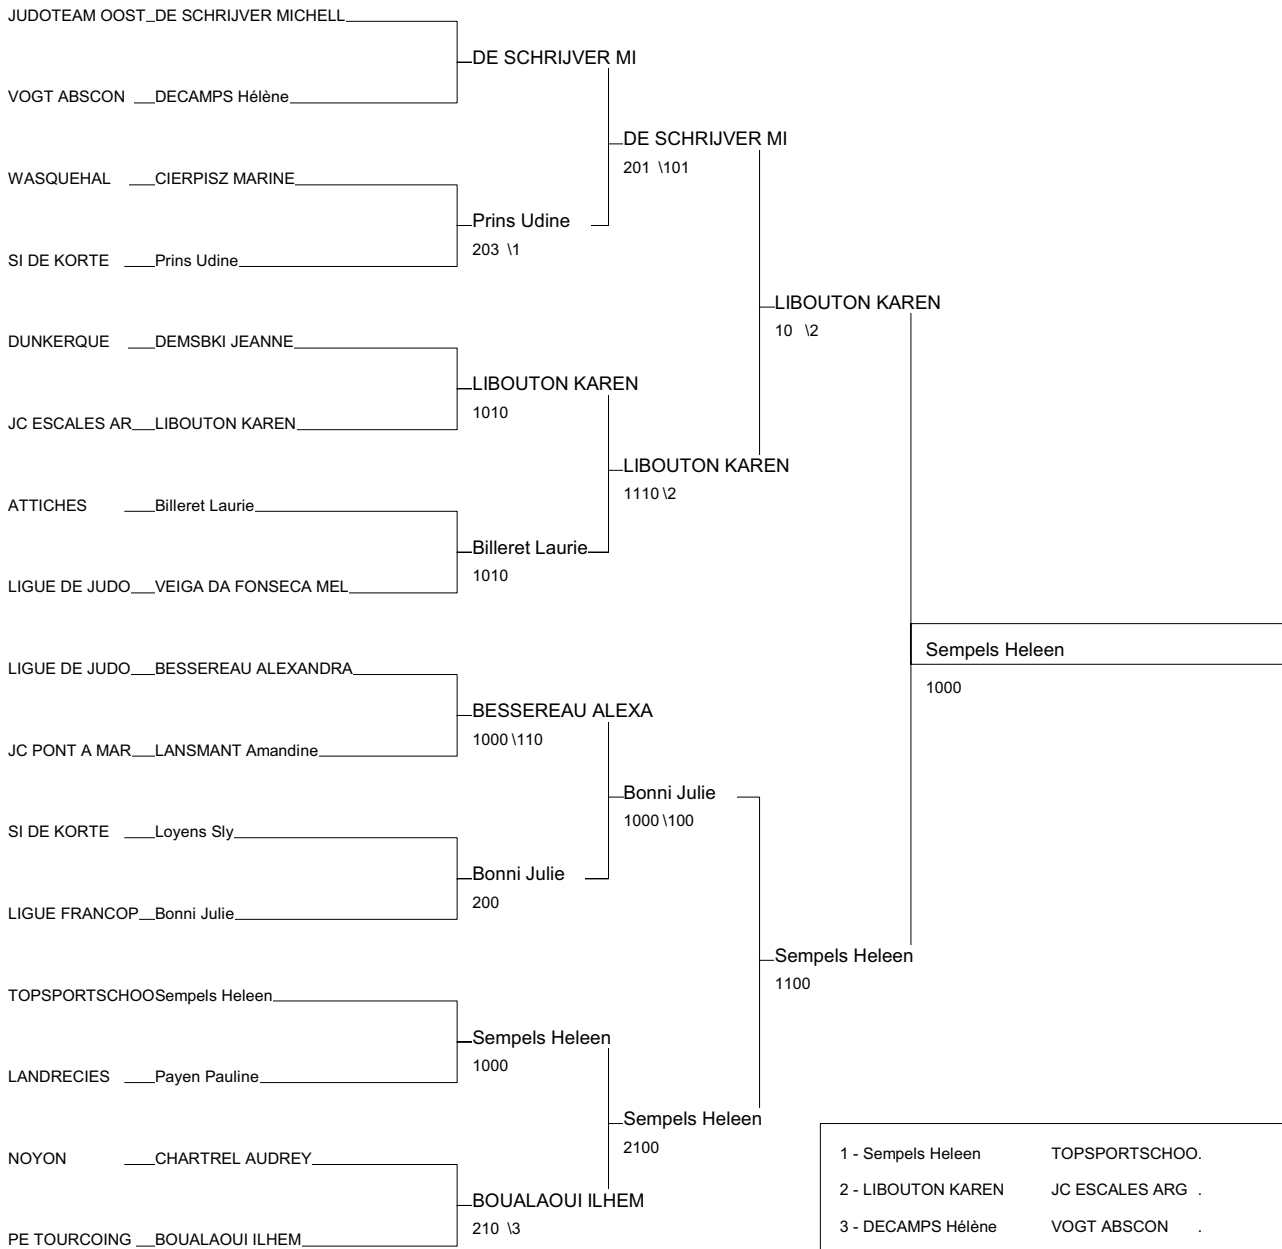 JUDOTEAM OOST DE SCHRIJVER MICHELL
DE SCHRIJVER MI
VOGT ABSCON DECAMPS Hélène
DE SCHRIJVER MI
201 \101
WASQUEHAL CIERPISZ MARINE
Prins Udine
203 \1
SI DE KORTE Prins Udine
LIBOUTON KAREN
10 \2
DUNKERQUE DEMSBKI JEANNE
LIBOUTON KAREN
1010
JC ESCALES AR LIBOUTON KAREN
LIBOUTON KAREN
1110 \2
ATTICHES Billeret Laurie
Billeret Laurie
1010
LIGUE DE JUDO VEIGA DA FONSECA MEL
Sempels Heleen
1000
LIGUE DE JUDO BESSEREAU ALEXANDRA
BESSEREAU ALEXA
1000 \110
JC PONT A MAR LANSMANT Amandine
Bonni Julie
1000 \100
SI DE KORTE Loyens Sly
Bonni Julie
200
LIGUE FRANCOP Bonni Julie
Sempels Heleen
1100
TOPSPORTSCHOO Sempels Heleen
Sempels Heleen
1000
LANDRECIES Payen Pauline
Sempels Heleen
2100
NOYON CHARTREL AUDREY
BOUALAOUI ILHEM
210 \3
PE TOURCOING BOUALAOUI ILHEM
1 - Sempels Heleen TOPSPORTSCHOO.
2 - LIBOUTON KAREN JC ESCALES ARG .
3 - DECAMPS Hélène VOGT ABSCON .